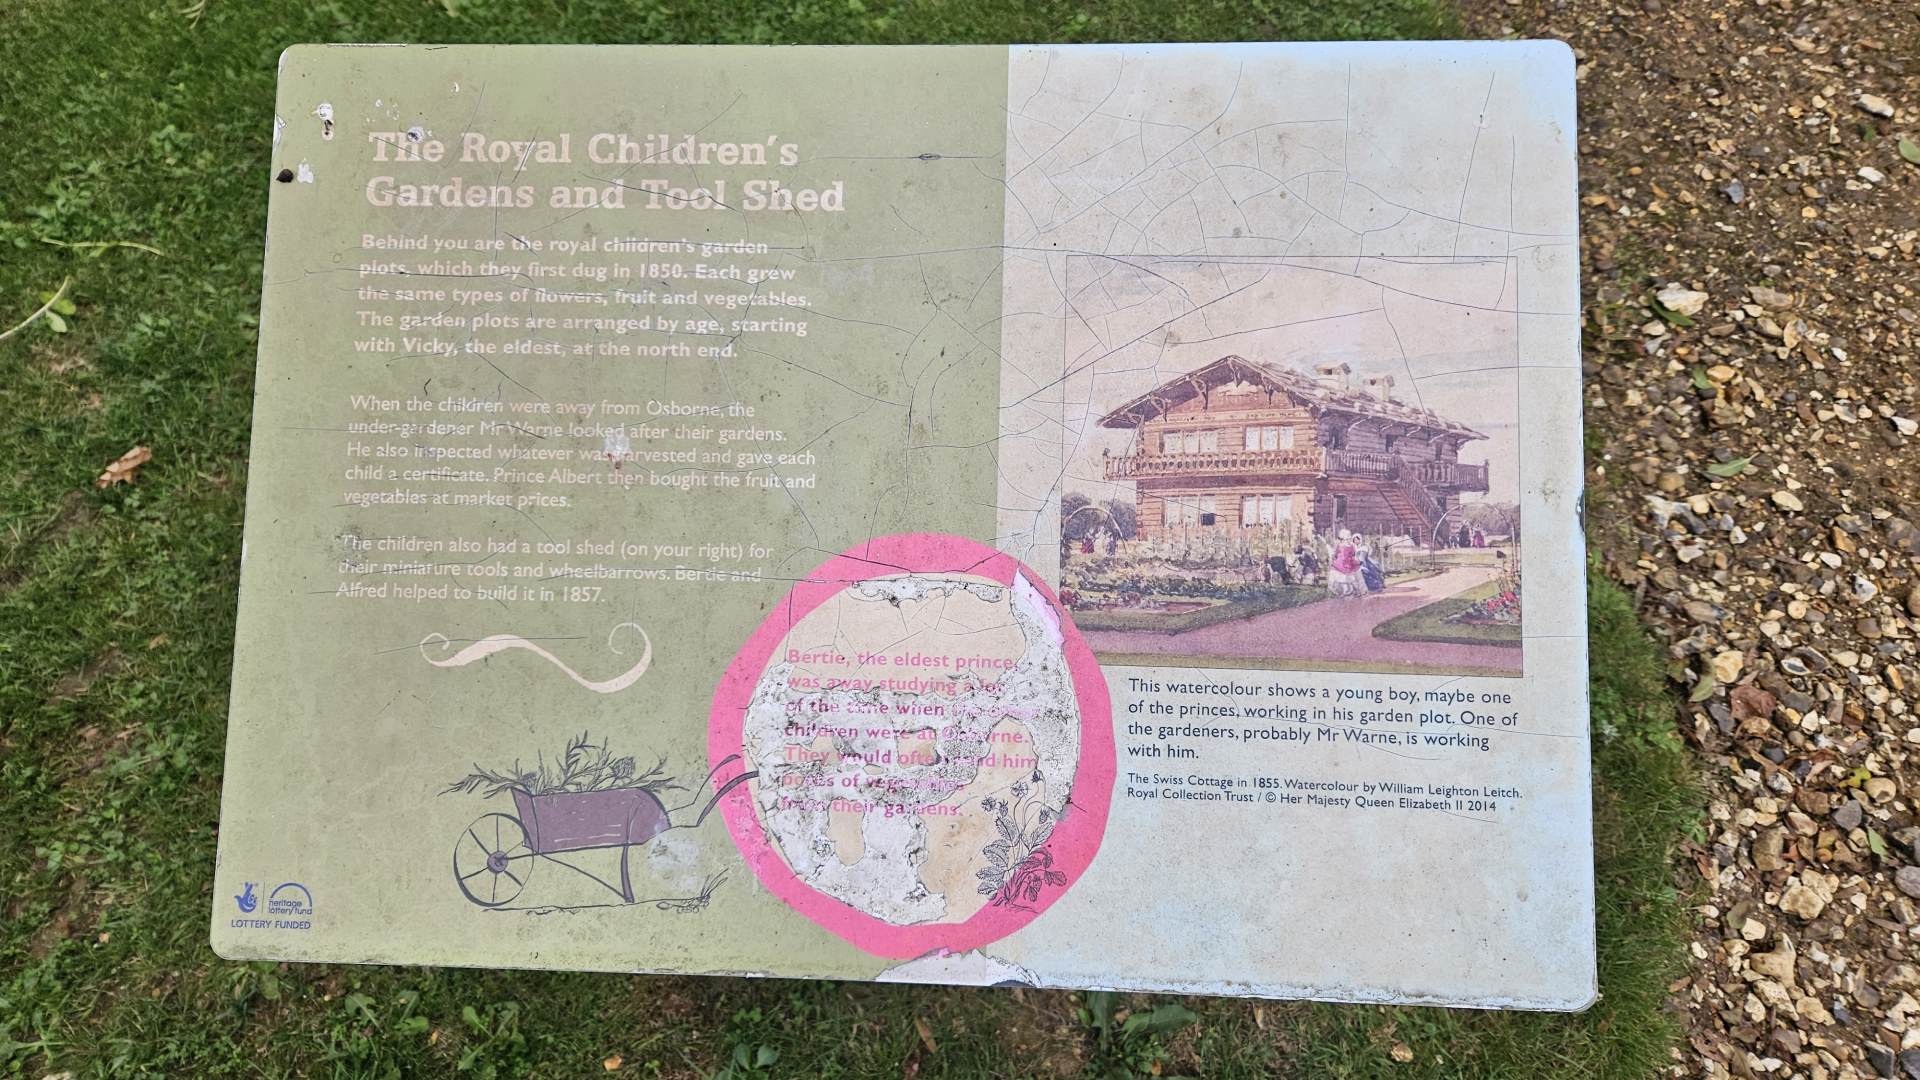 The Royal Children's
Gardens and Tool Shed
Behind you are the royal children's garden
plots, which they first dug in 1850. Each grew
the same types of flowers, fruit and vegetables.
The garden plots are arranged by age, starting
with Vicky, the eldest, at the north end.
When the children were away from Osborne, the
under-gardener Mr Warne looked after their gardens.
He also inspected whatever was harvested and gave each
child a certificate. Prince Albert then bought the fruit and
vegetables at market prices.
The children also had a tool shed (on your right) for
their miniature tools and wheelbarrows. Bertie and
Alfred helped to build it in 1857.
Bertie, the eldest prince,
was away studying a lot
of the time when the other
children were at Osborne.
They would often send him
boxes of vegetables
from their gardens.
This watercolour shows a young boy, maybe one
of the princes, working in his garden plot. One of
the gardeners, probably Mr Warne, is working
with him.
The Swiss Cottage in 1855. Watercolour by William Leighton Leitch.
Royal Collection Trust / © Her Majesty Queen Elizabeth II 2014
heritage
lottery fund
LOTTERY FUNDED